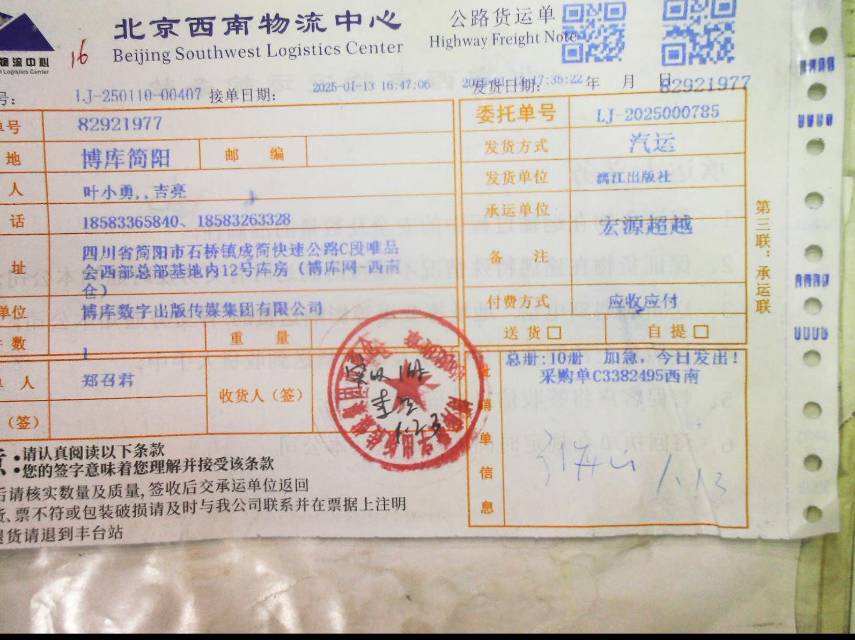 北京西南物流中心
公路货运单
Beijing Southwest Logistics Center
Highway Freight Note
物流中心
Logistics Center
16
号:
LJ-250110-00407 接单日期:
2025-01-13 16:47:06
发货日期:
年 月 日
82921977
单号
82921977
委托单号
LJ-2025000785
地
博库简阳
邮 编
发货方式
汽运
人
叶小勇,,吉亮
发货单位
漓江出版社
话
18583365840、18583263328
承运单位
宏源超越
址
四川省简阳市石桥镇成简快速公路C段唯品
会西部总部基地内12号库房（博库网-西南
仓）
备 注
单位
博库数字出版传媒集团有限公司
付费方式
应收应付
件数
1
重 量
送货□
自提□
单人
郑召君
收货人（签）
（签）
总册:10册 加急，今日发出！
采购单C3382495西南
单
信
息
1.13
第三联：承运联
•请认真阅读以下条款
•您的签字意味着您理解并接受该条款
后请核实数量及质量,签收后交承运单位返回
货、票不符或包装破损请及时与我公司联系并在票据上注明
退货请退到丰台站